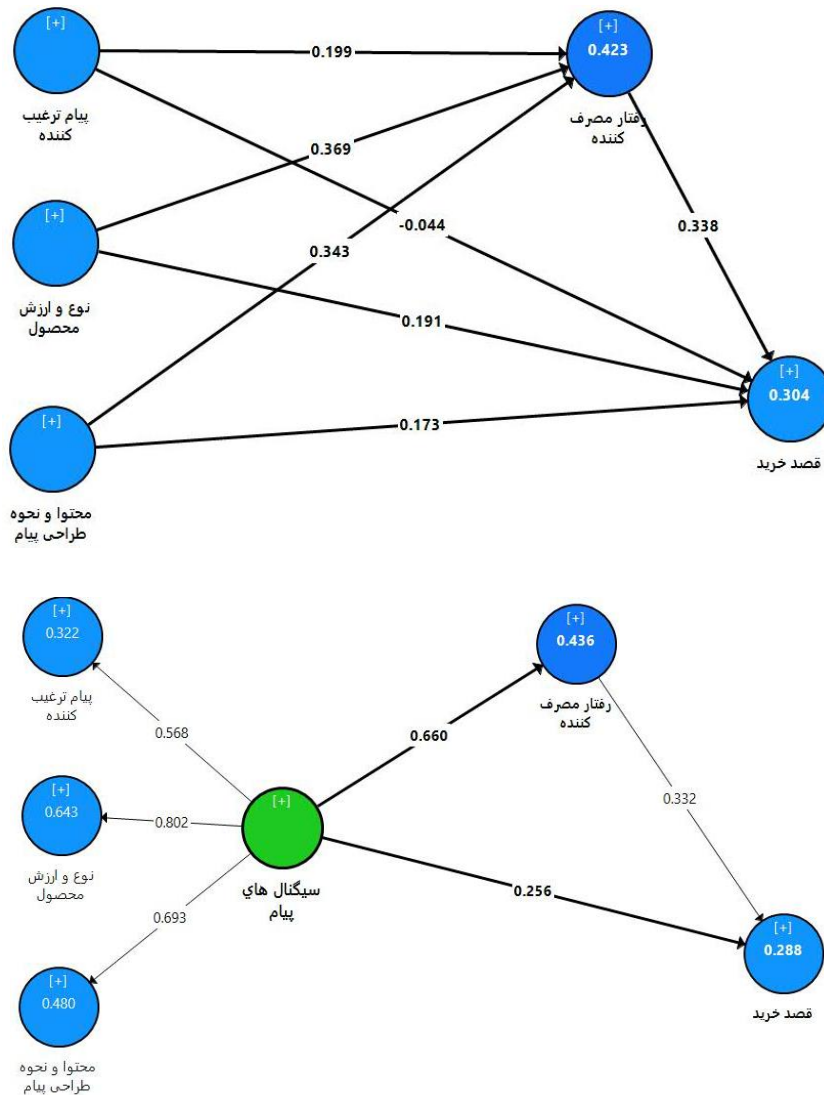 [+]
پیام ترغیب
کننده
0.199
[+]
0.423
رفتار مصرف
کننده
0.369
[+]
نوع و ارزش
محصول
-0.044
0.343
0.338
0.191
[+]
0.304
قصد خرید
[+]
محتوا و نحوه
طراحی پیام
0.173
[+]
0.322
پیام ترغیب
کننده
0.568
[+]
0.436
رفتار مصرف
کننده
0.660
[+]
0.643
نوع و ارزش
محصول
0.802
[+]
سیگنال هاي
پیام
0.332
0.693
0.256
[+]
0.288
قصد خرید
[+]
0.480
محتوا و نحوه
طراحی پیام